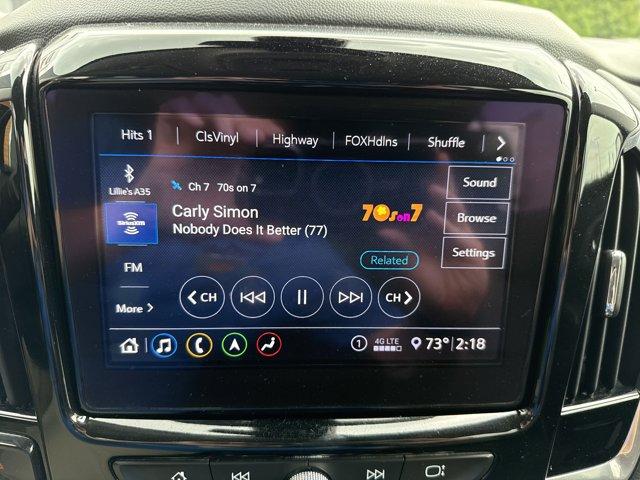 Hits 1 ClsVinyl Highway FOXHdlns Shuffle
Lillie's A35
Ch 7 70s on 7
Sound
SiriusXM
Carly Simon
70s on 7
Browse
Nobody Does It Better (77)
FM
Related
Settings
More
CH CH
1 4G LTE 73° 2:18